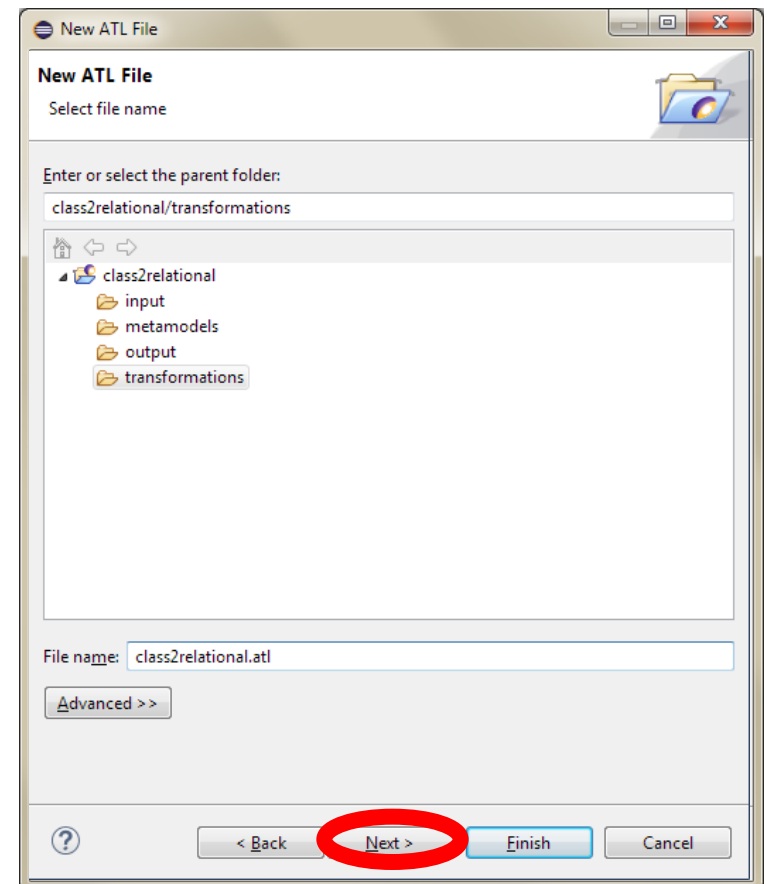 New ATL File
New ATL File
Select file name
Enter or select the parent folder:
class2relational/transformations
class2relational
input
metamodels
output
transformations
File name: class2relational.atl
Advanced >>
? < Back Next > Finish Cancel